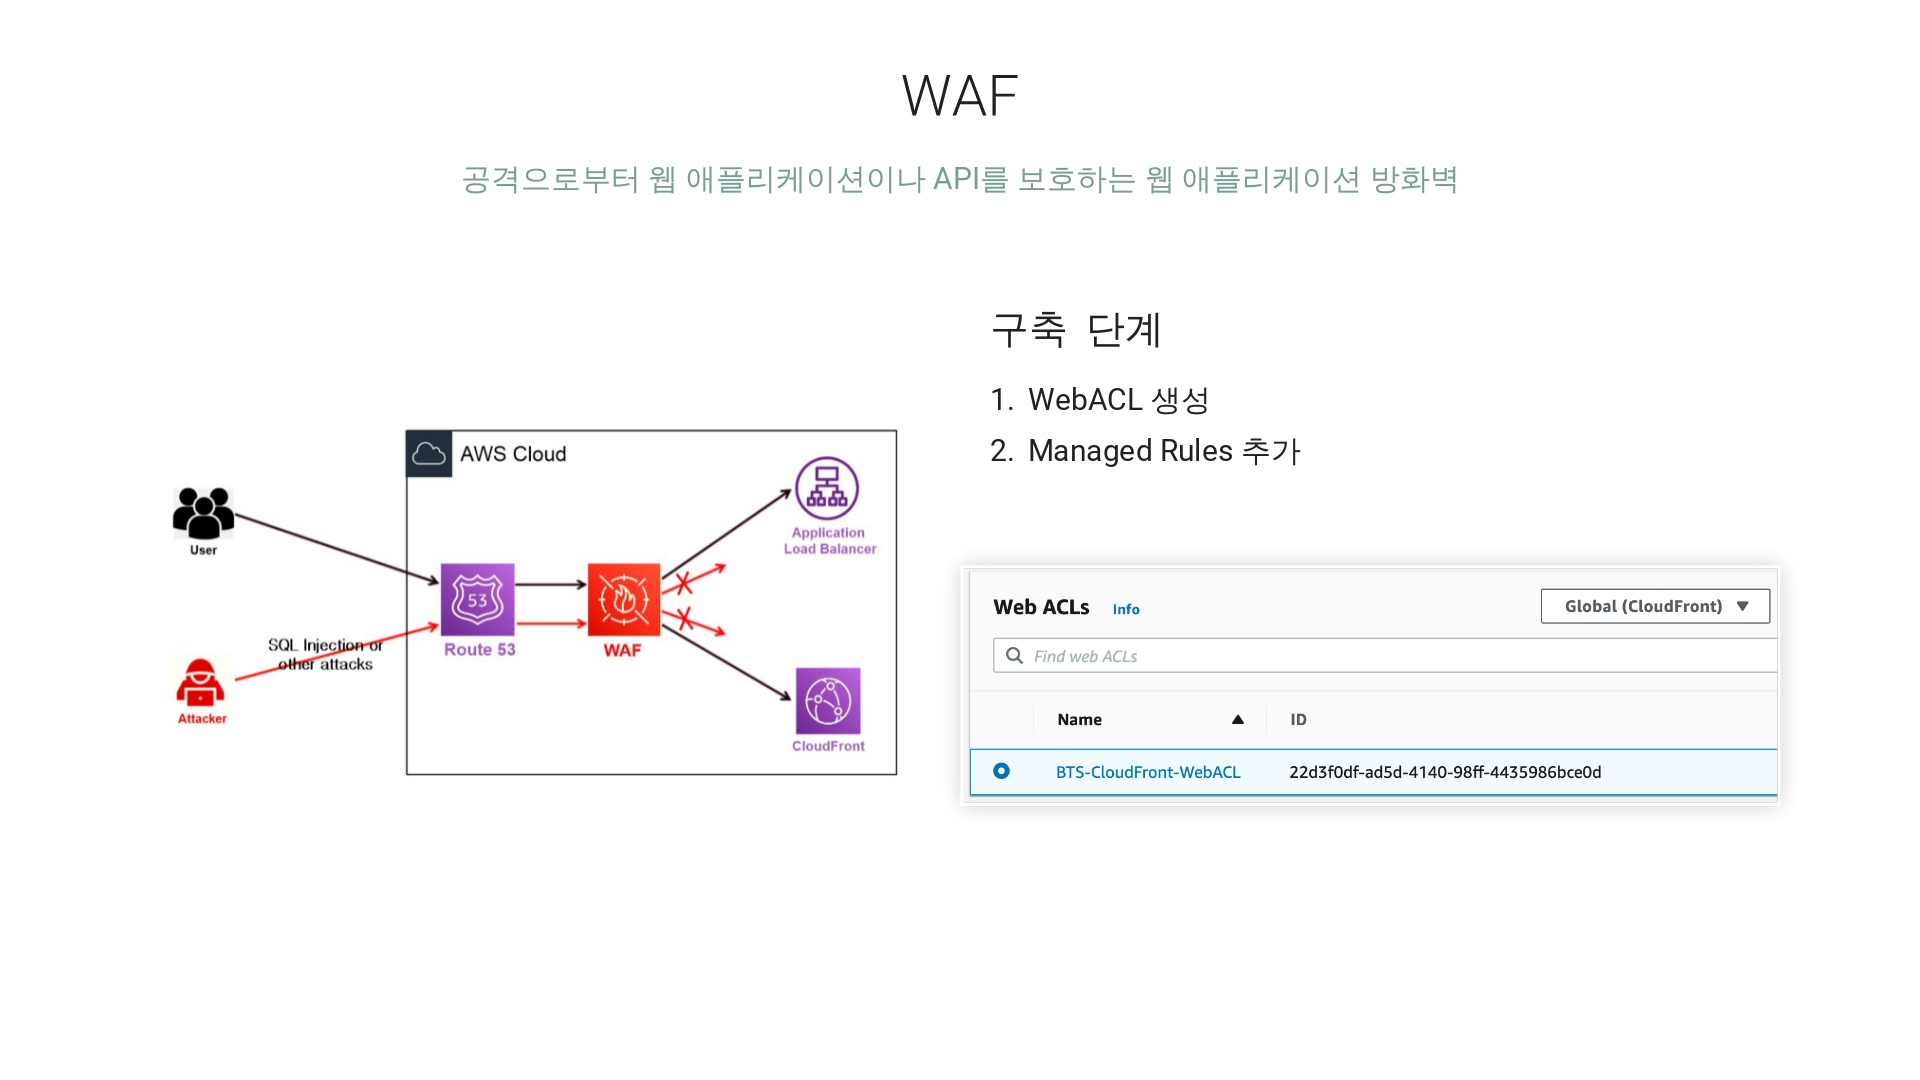 WAF
공격으로부터 웹 애플리케이션이나 API를 보호하는 웹 애플리케이션 방화벽
AWS Cloud
User
Application
Load Balancer
53
Route 53
WAF
SQL Injection or
other attacks
Attacker
CloudFront
구축 단계
1. WebACL 생성
2. Managed Rules 추가
Web ACLs Info Global (CloudFront)
Find web ACLs
Name ID
BTS-CloudFront-WebACL 22d3f0df-ad5d-4140-98ff-4435986bce0d